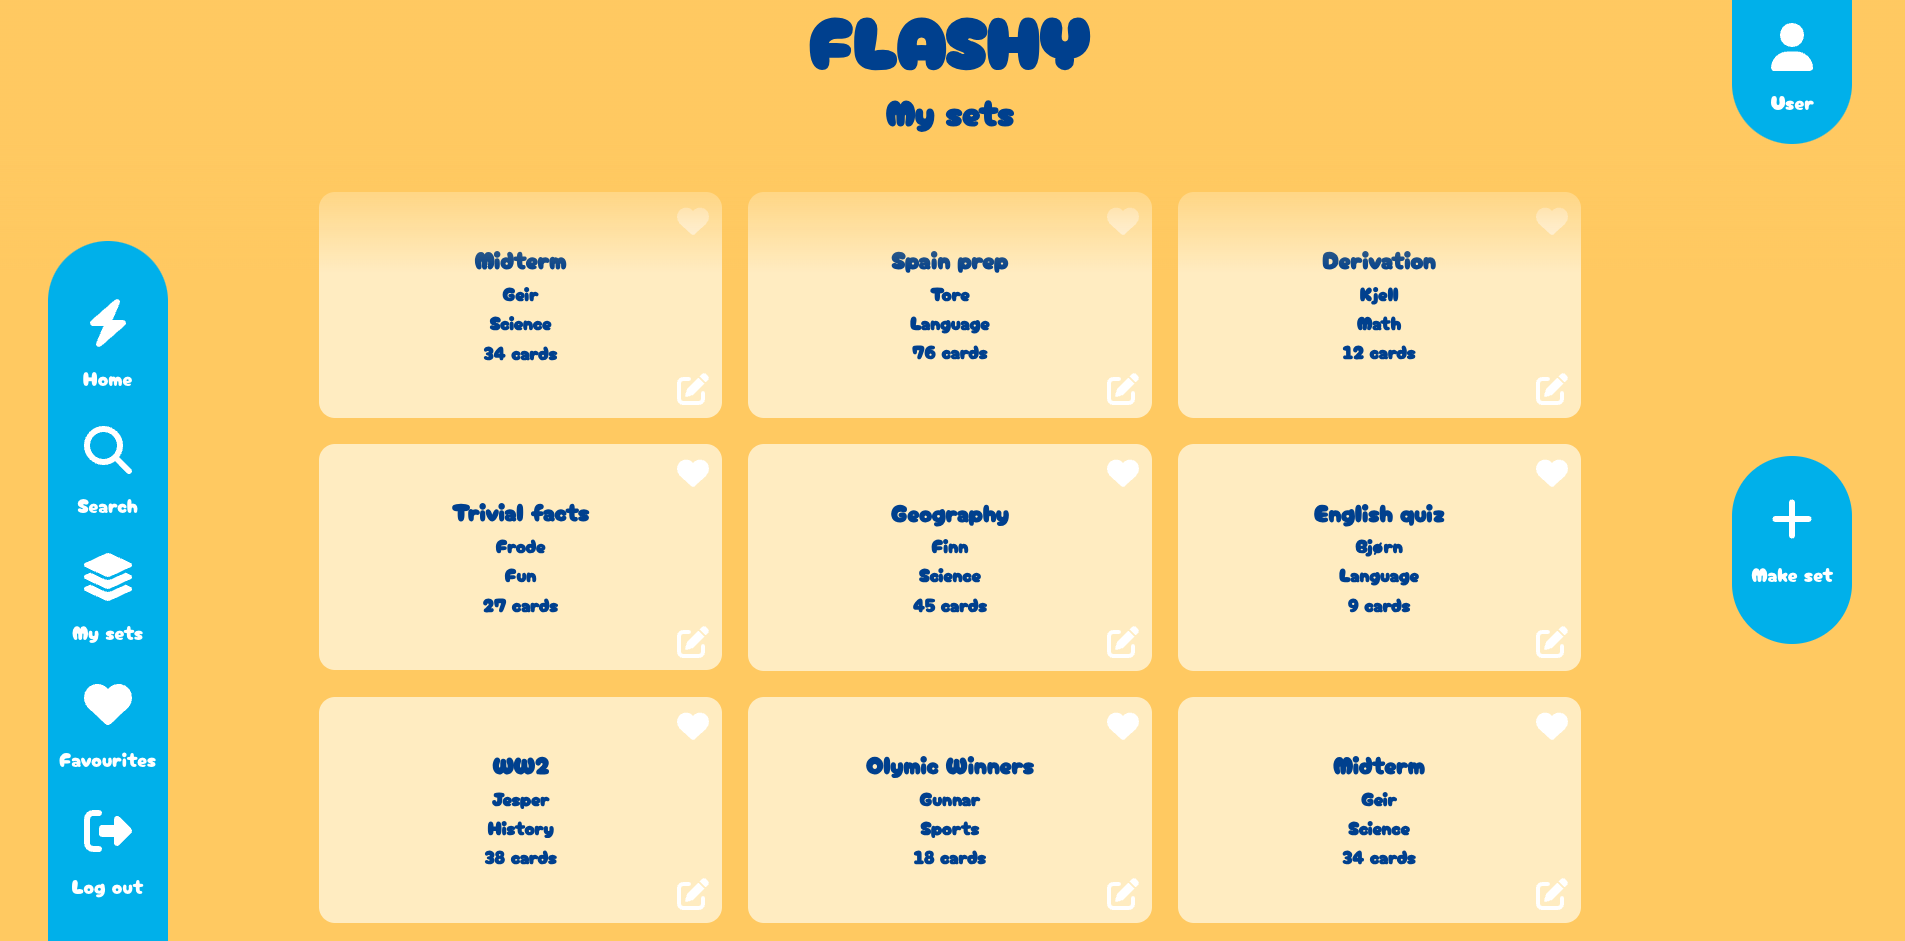 FLASHY
My sets
User
Home
Search
My sets
Favourites
Log out
Midterm
Geir
Science
34 cards
Spain prep
Tore
Language
76 cards
Derivation
Kjell
Math
12 cards
Trivial facts
Frode
Fun
27 cards
Geography
Finn
Science
45 cards
English quiz
Bjørn
Language
9 cards
WW2
Jesper
History
38 cards
Olymic Winners
Gunnar
Sports
18 cards
Midterm
Geir
Science
34 cards
Make set